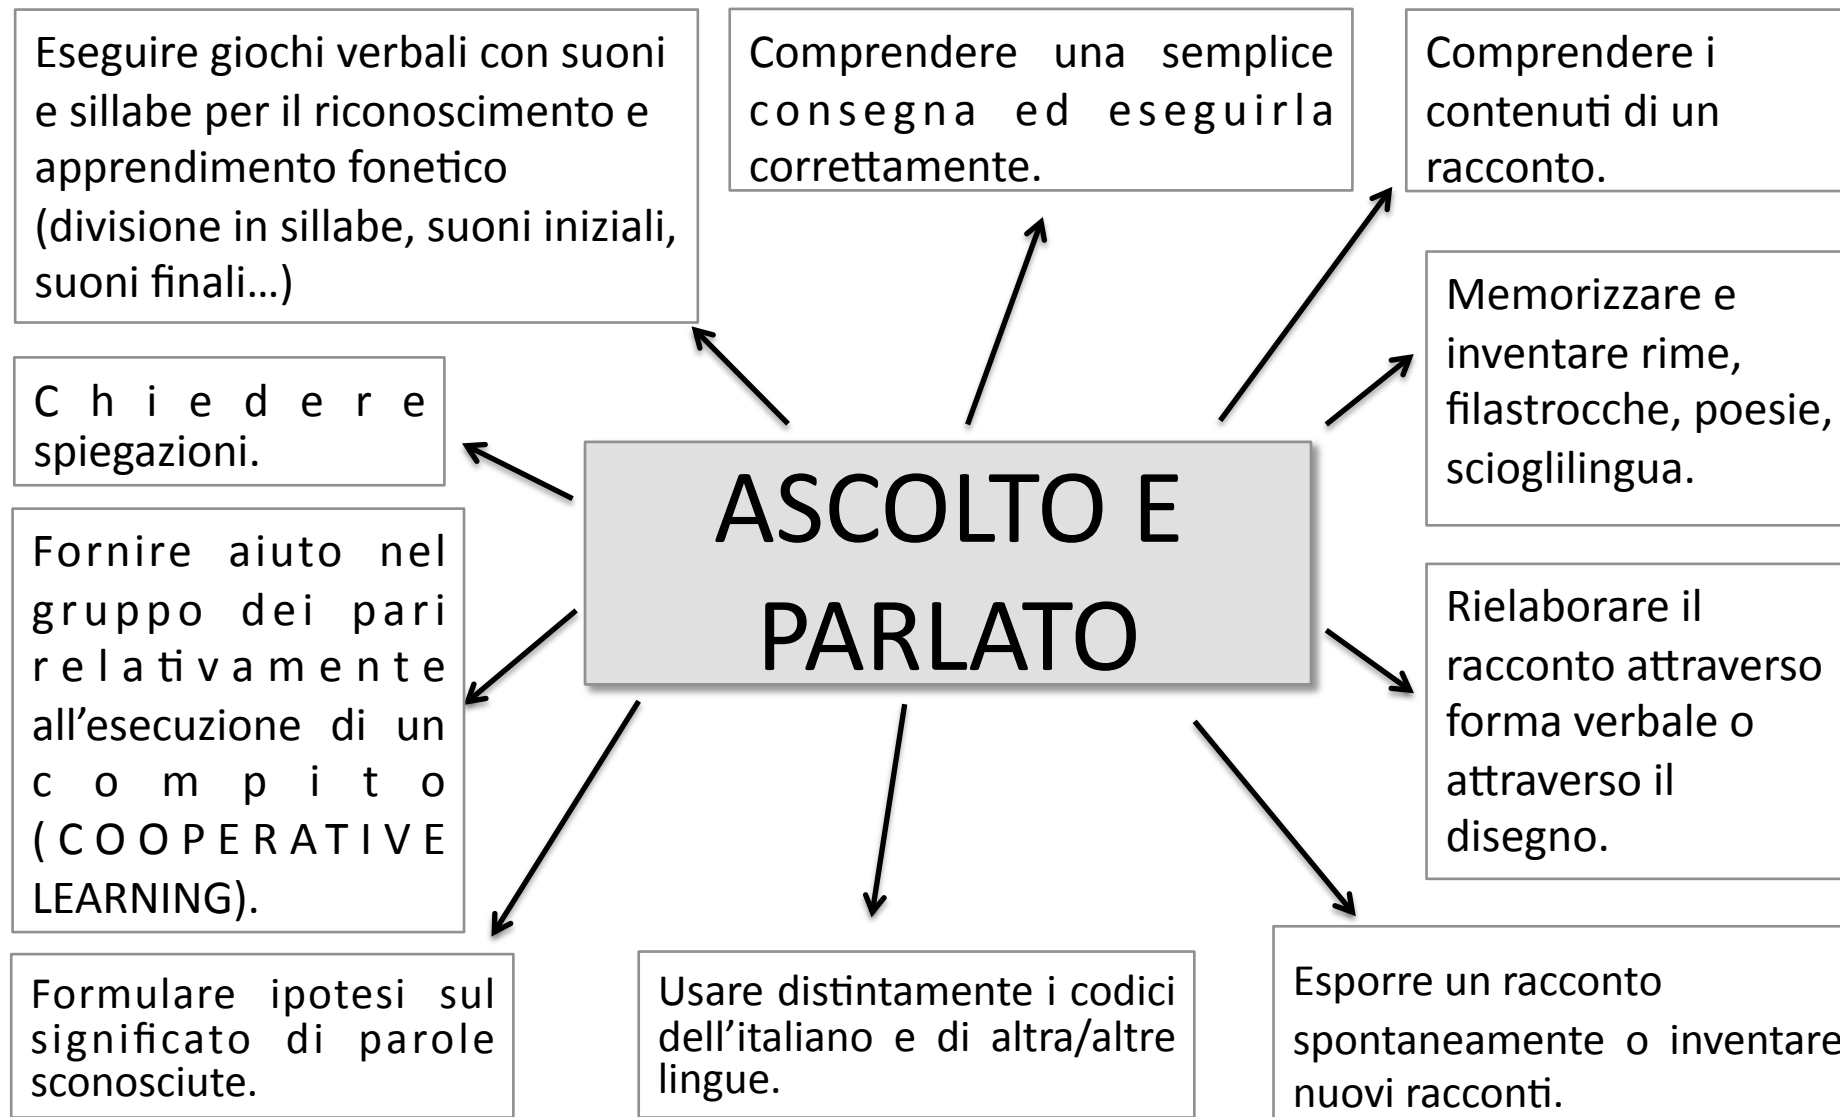 Eseguire giochi verbali con suoni
e sillabe per il riconoscimento e
apprendimento fonetico
(divisione in sillabe, suoni iniziali,
suoni finali...)
Comprendere una semplice
consegna ed eseguirla
correttamente.
Comprendere i
contenuti di un
racconto.
Memorizzare e
inventare rime,
filastrocche, poesie,
scioglilingua.
Chiedere
spiegazioni.
ASCOLTO E
PARLATO
Fornire aiuto nel
gruppo dei pari
relativamente
all'esecuzione di un
compito
(COOPERATIVE
LEARNING).
Rielaborare il
racconto attraverso
forma verbale o
attraverso il
disegno.
Formulare ipotesi sul
significato di parole
sconosciute.
Usare distintamente i codici
dell'italiano e di altra/altre
lingue.
Esporre un racconto
spontaneamente o inventare
nuovi racconti.